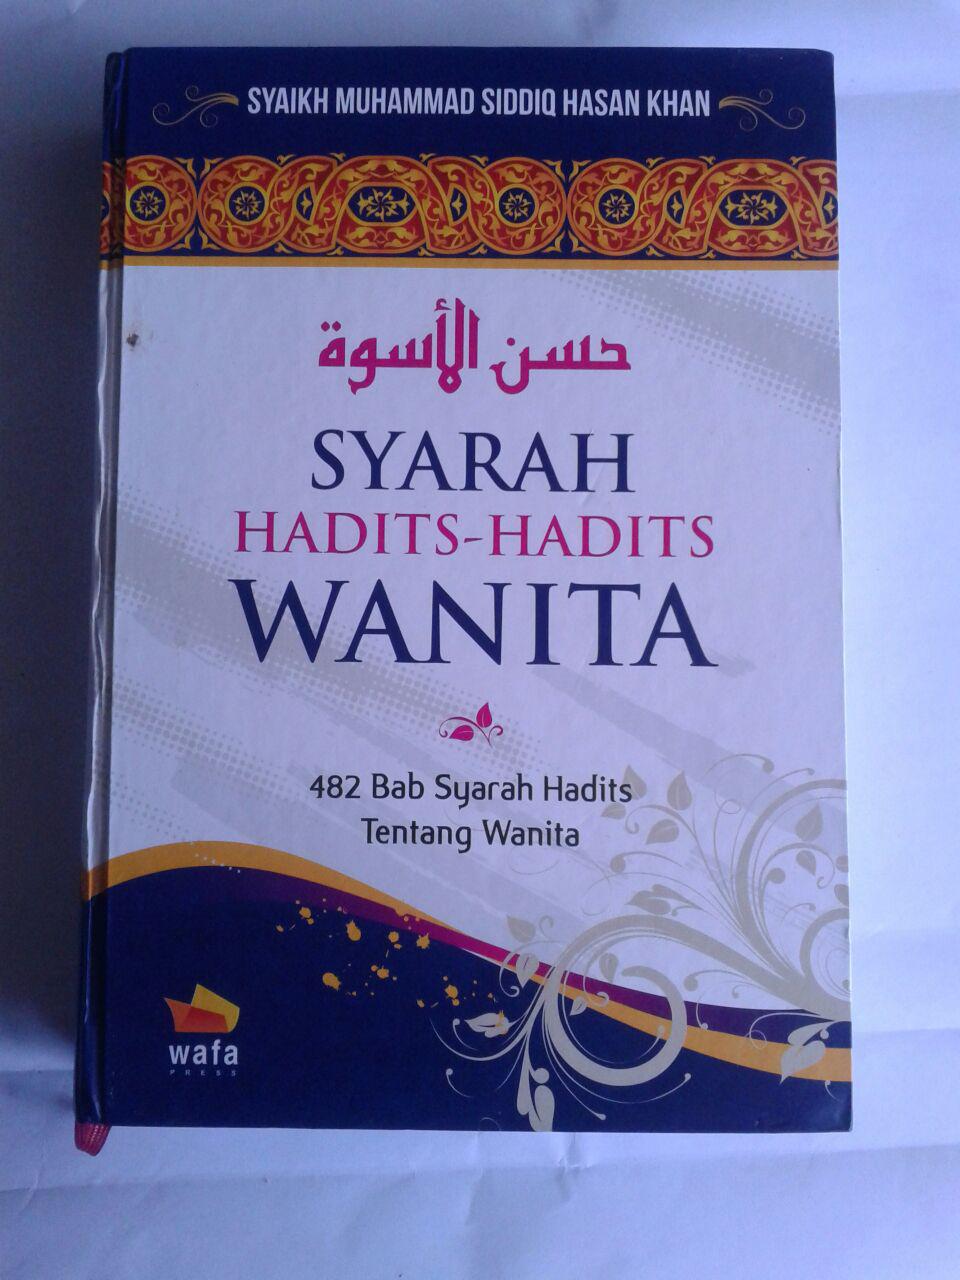 SYAIKH MUHAMMAD SIDDIQ HASAN KHAN
حسن الأسوة
SYARAH
HADITS-HADITS
WANITA
482 Bab Syarah Hadits
Tentang Wanita
wafa
PRESS